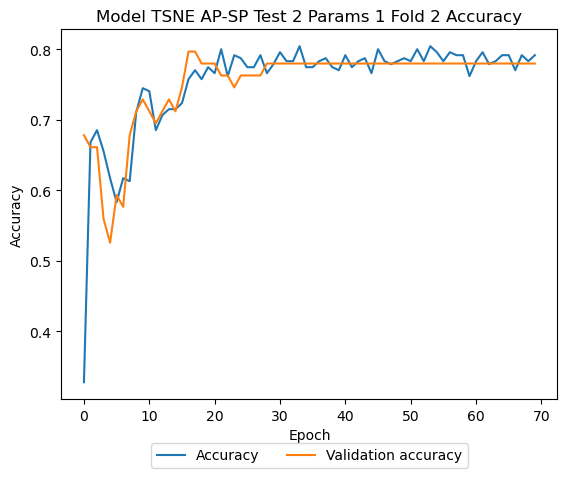 Model TSNE AP-SP Test 2 Params 1 Fold 2 Accuracy
0.8
0.7
0.6
0.5
0.4
Accuracy
0 10 20 30 40 50 60 70
Epoch
Accuracy Validation accuracy